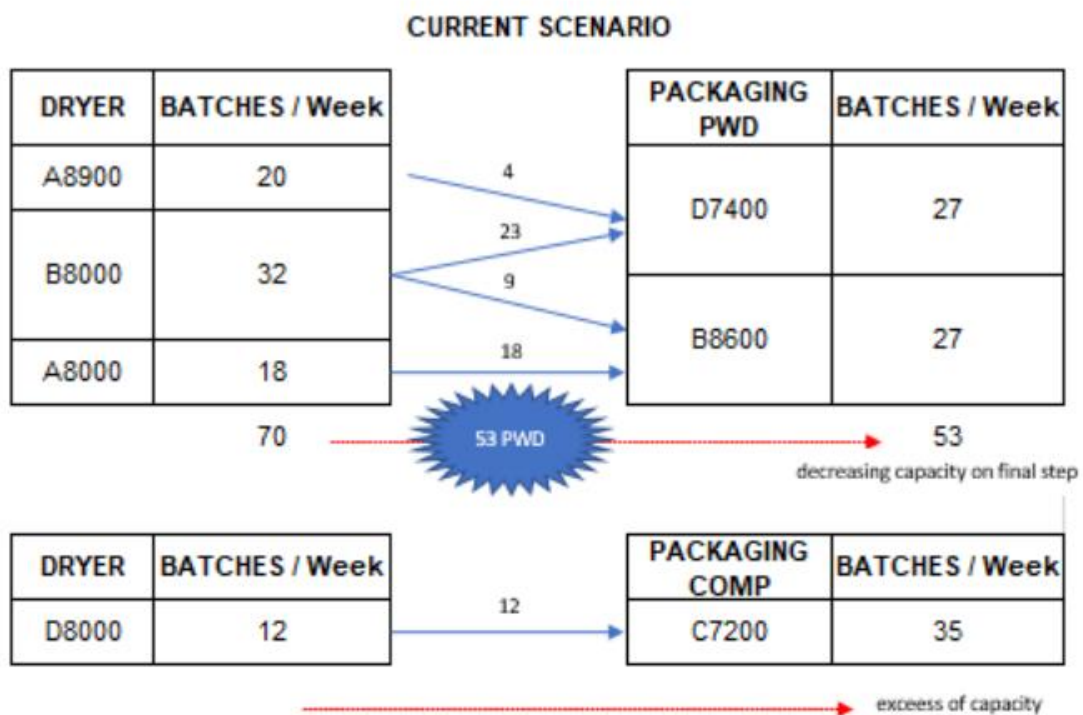 CURRENT SCENARIO
DRYER BATCHES / Week
PACKAGING
PWD
BATCHES / Week
A8900 20
4
D7400 27
23
B8000 32
9
B8600 27
A8000 18
18
70
53 PWD
53
decreasing capacity on final step
DRYER BATCHES / Week
PACKAGING
COMP
BATCHES / Week
D8000 12
12
C7200 35
exceess of capacity